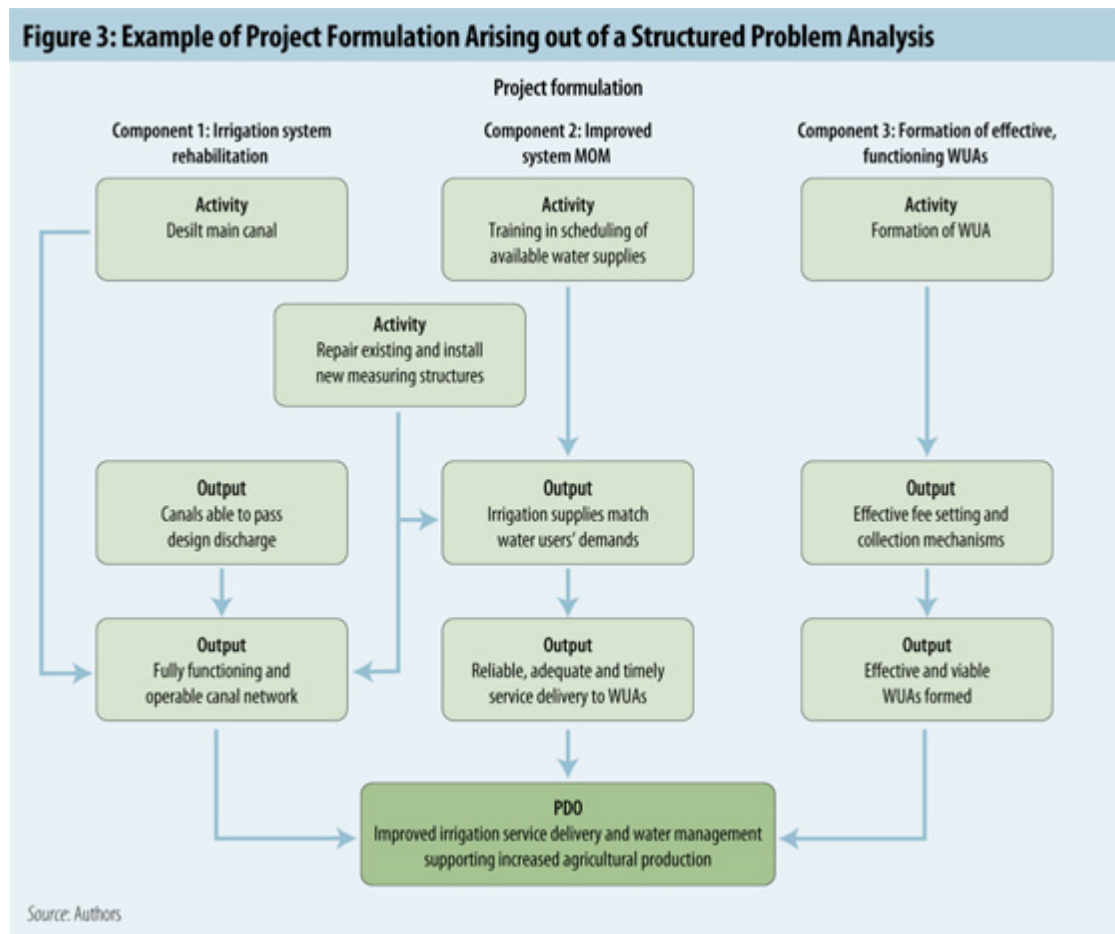 Figure 3: Example of Project Formulation Arising out of a Structured Problem Analysis
Project formulation
Component 1: Irrigation system
rehabilitation
Component 2: Improved
system MOM
Component 3: Formation of effective,
functioning WUAs
Activity
Desilt main canal
Activity
Training in scheduling of
available water supplies
Activity
Formation of WUA
Activity
Repair existing and install
new measuring structures
Output
Canals able to pass
design discharge
Output
Irrigation supplies match
water users' demands
Output
Effective fee setting and
collection mechanisms
Output
Fully functioning and
operable canal network
Output
Reliable, adequate and timely
service delivery to WUAs
Output
Effective and viable
WUAs formed
PDO
Improved irrigation service delivery and water management
supporting increased agricultural production
Source: Authors